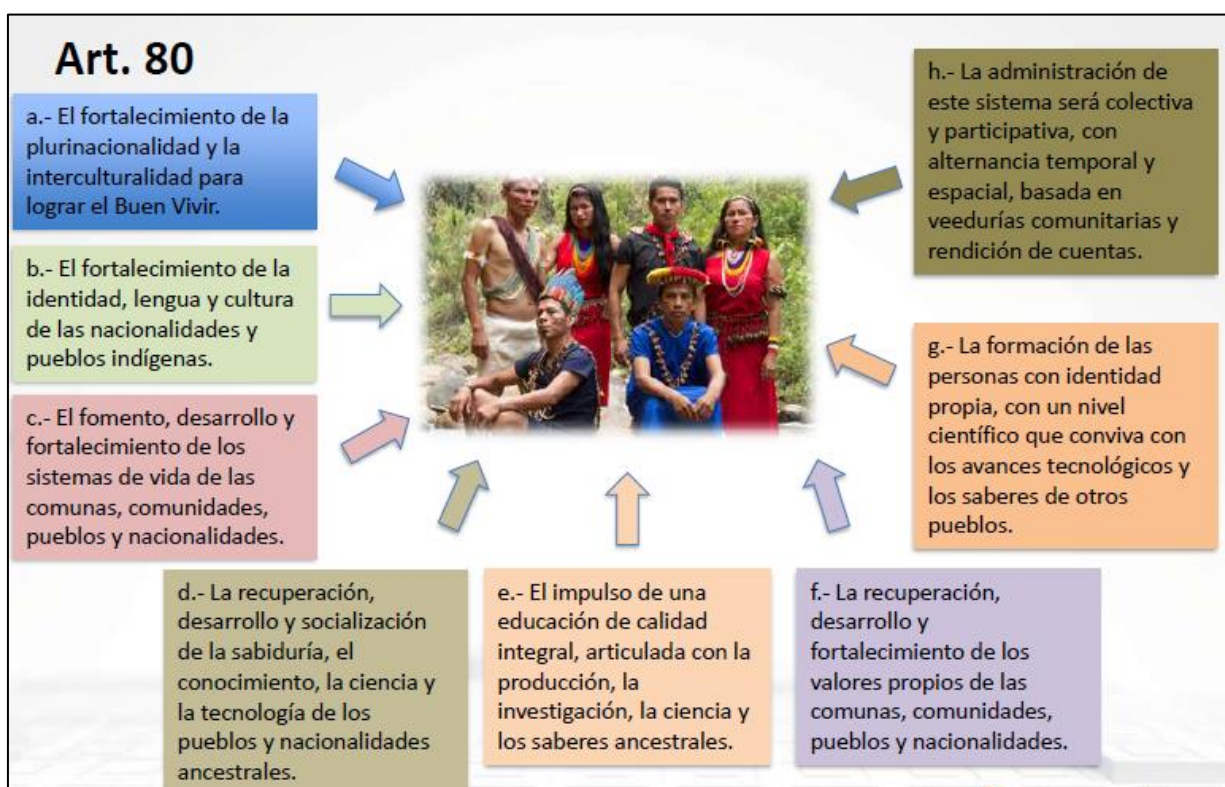 Art. 80
a.- El fortalecimiento de la
plurinacionalidad y la
interculturalidad para
lograr el Buen Vivir.
b.- El fortalecimiento de la
identidad, lengua y cultura
de las nacionalidades y
pueblos indígenas.
c.- El fomento, desarrollo y
fortalecimiento de los
sistemas de vida de las
comunas, comunidades,
pueblos y nacionalidades.
d.- La recuperación,
desarrollo y socialización
de la sabiduría, el
conocimiento, la ciencia y
la tecnología de los
pueblos y nacionalidades
ancestrales.
e.- El impulso de una
educación de calidad
integral, articulada con la
producción, la
investigación, la ciencia y
los saberes ancestrales.
f.- La recuperación,
desarrollo y
fortalecimiento de los
valores propios de las
comunas, comunidades,
pueblos y nacionalidades.
g.- La formación de las
personas con identidad
propia, con un nivel
científico que conviva con
los avances tecnológicos y
los saberes de otros
pueblos.
h.- La administración de
este sistema será colectiva
y participativa, con
alternancia temporal y
espacial, basada en
veedurías comunitarias y
rendición de cuentas.